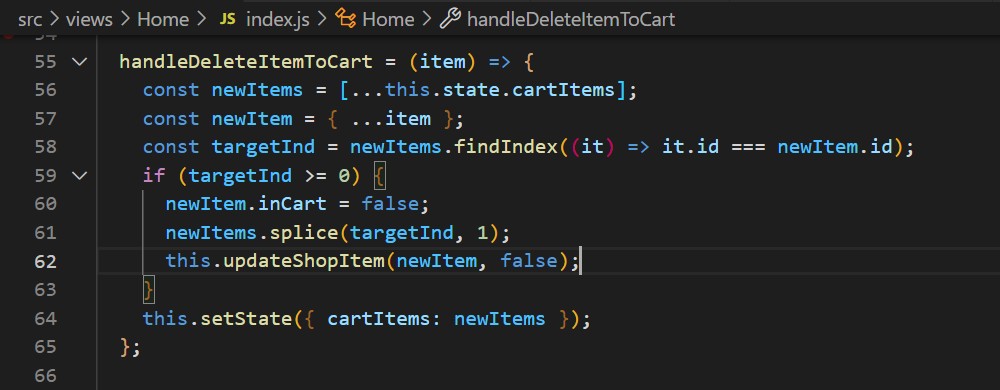 src > views > Home > JS index.js > Home > handleDeleteItemToCart
54
55 handleDeleteItemToCart = (item) => {
56 const newItems = [...this.state.cartItems];
57 const newItem = { ...item };
58 const targetInd = newItems.findIndex((it) => it.id === newItem.id);
59 if (targetInd >= 0) {
60 newItem.inCart = false;
61 newItems.splice(targetInd, 1);
62 this.updateShopItem(newItem, false);
63 }
64 this.setState({ cartItems: newItems });
65 };
66